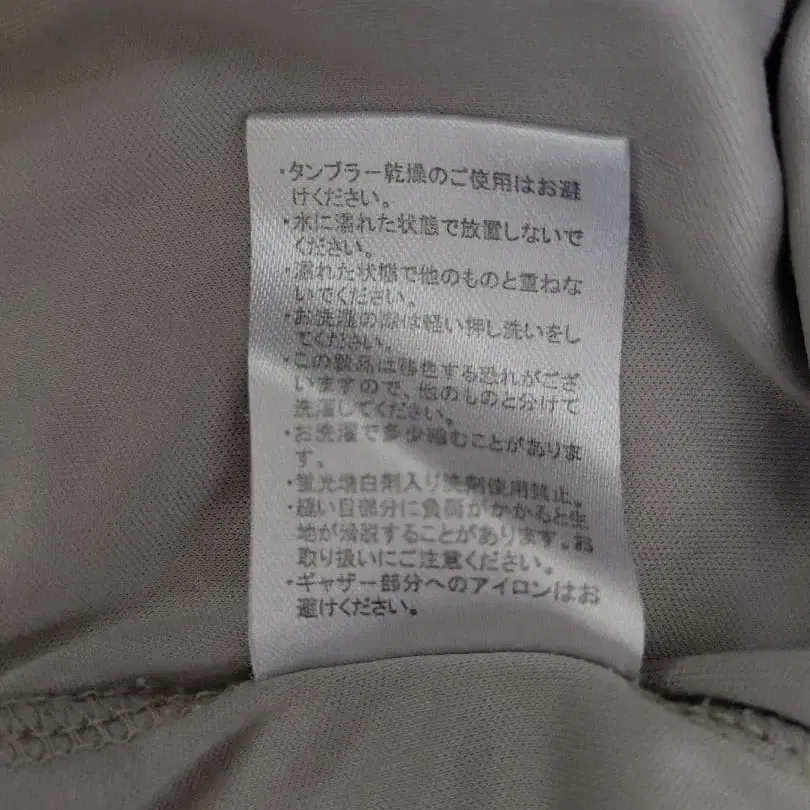 ・タンブラー乾燥のご使用はお避
けください。
・水に濡れた状態で放置しないで
ください。
・濡れた状態で他のものと重ねな
いでください。
・お洗濯の際は軽い押し洗いをし
てください。
・この製品は移色する恐れがござ
いますので、他のものと分けて
洗濯してください。
・お洗濯で多少縮むことがありま
す。
・蛍光増白剤入り洗剤使用禁止。
・縫い目部分に負荷がかかると生
地が滑脱することがあります。お
取り扱いにご注意ください。
・ギャザー部分へのアイロンはお
避けください。